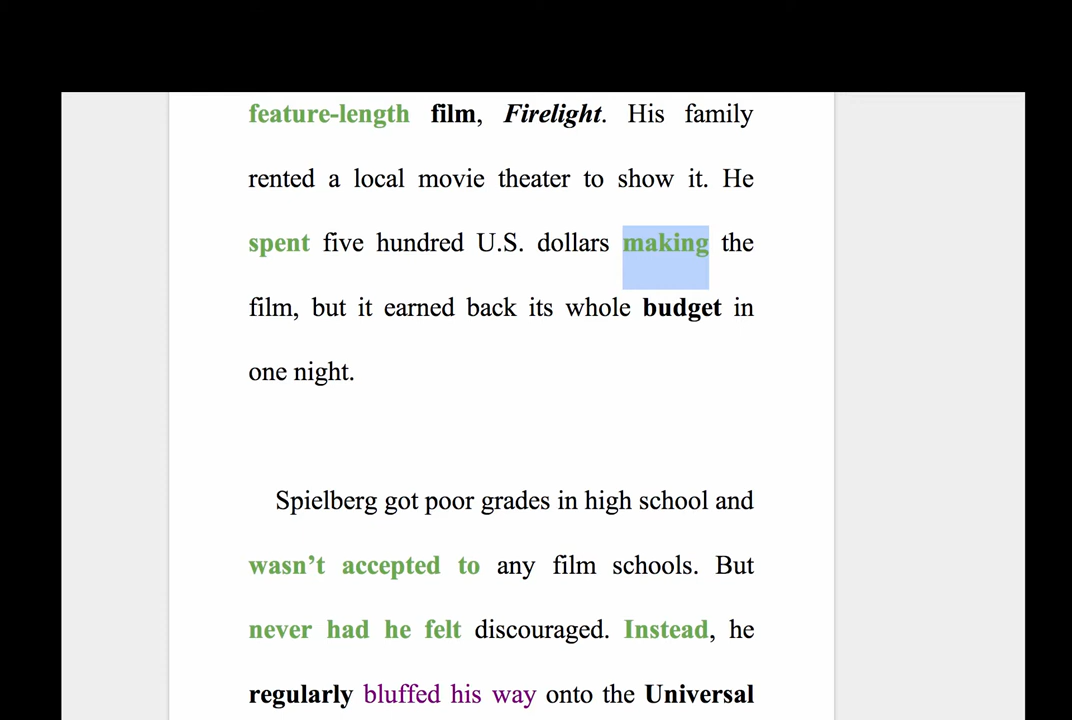 feature-length film, Firelight. His family
rented a local movie theater to show it. He
spent five hundred U.S. dollars making the
film, but it earned back its whole budget in
one night.
Spielberg got poor grades in high school and
wasn’t accepted to any film schools. But
never had he felt discouraged. Instead, he
regularly bluffed his way onto the Universal